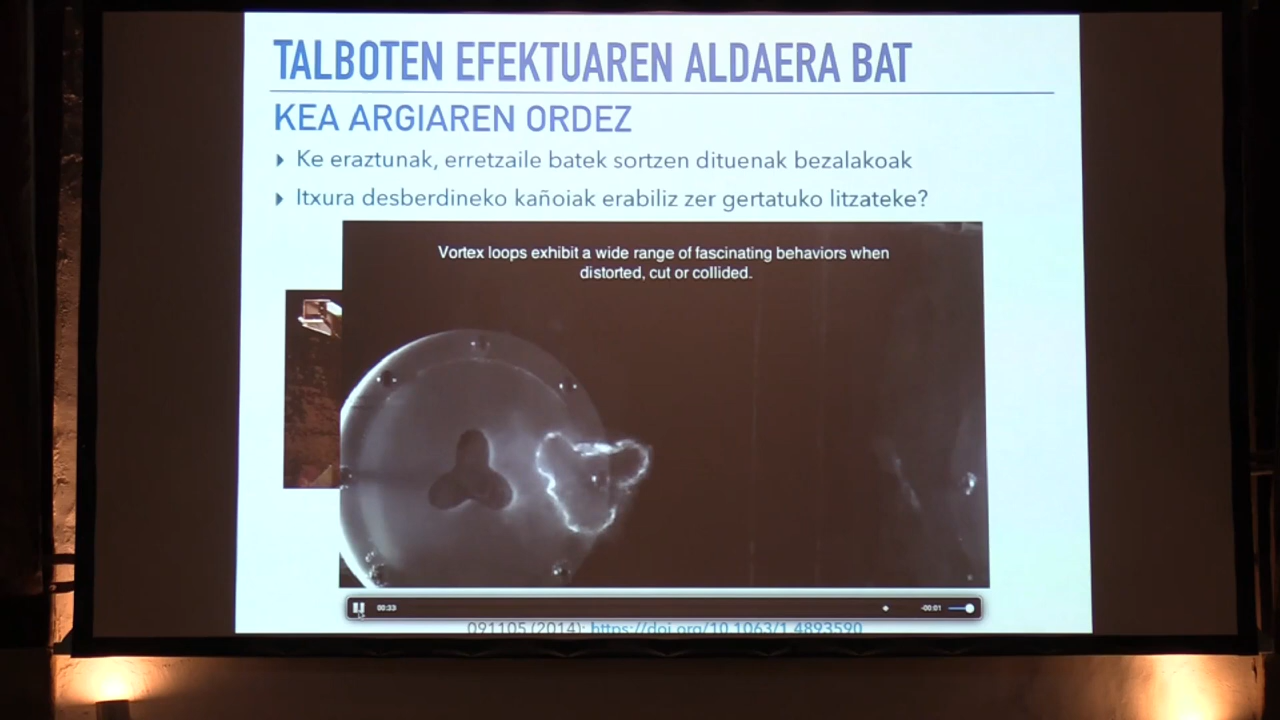 TALBOTEN EFEKTUAREN ALDAERA BAT
KEA ARGIAREN ORDEZ
Ke eraztunak, erretzaile batek sortzen dituenak bezalakoak
Itxura desberdineko kañoiak erabiliz zer gertatuko litzateke?
Vortex loops exhibit a wide range of fascinating behaviors when
distorted, cut or collided.
00:33
-00:01
091105 (2014); https://doi.org/10.1063/1.4893590